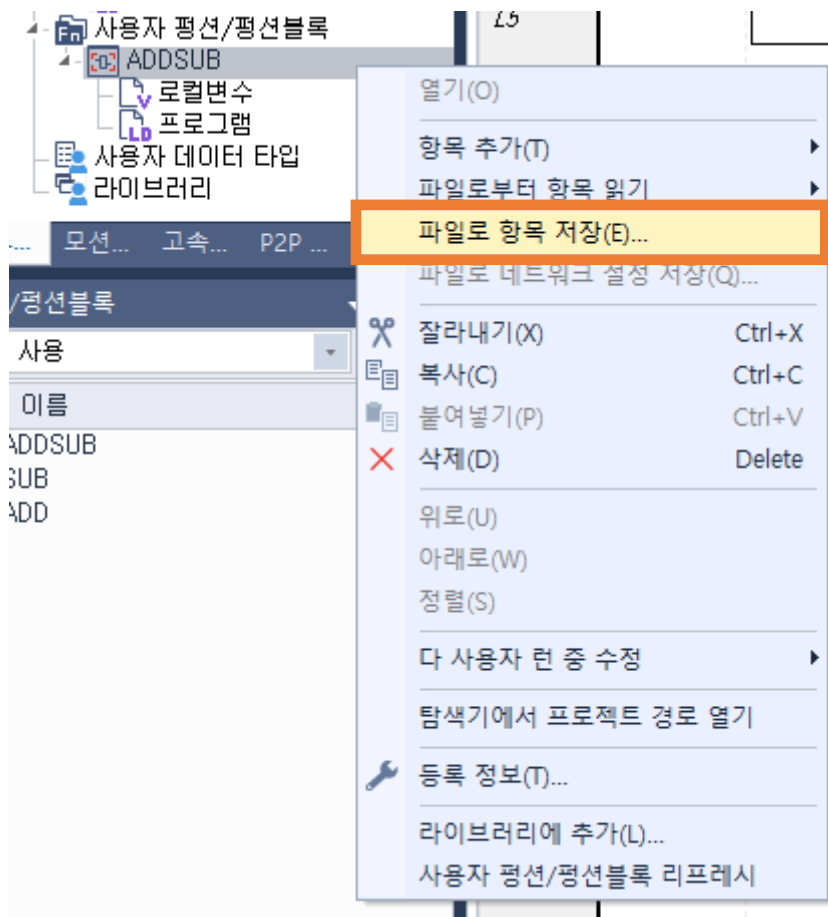 Fn 사용자 펑션/펑션블록
ADDSUB
로컬변수
V
프로그램
LD
사용자 데이터 타입
라이브러리
L5
... 모션... 고속... P2P ...
/펑션블록
사용
이름
ADDSUB
SUB
ADD
열기(O)
항목 추가(T)
파일로부터 항목 읽기
파일로 항목 저장(E)...
파일로 네트워크 설정 저장(Q)...
잘라내기(X) Ctrl+X
복사(C) Ctrl+C
붙여넣기(P) Ctrl+V
삭제(D) Delete
위로(U)
아래로(W)
정렬(S)
다 사용자 런 중 수정
탐색기에서 프로젝트 경로 열기
등록 정보(T)...
라이브러리에 추가(L)...
사용자 펑션/펑션블록 리프레시